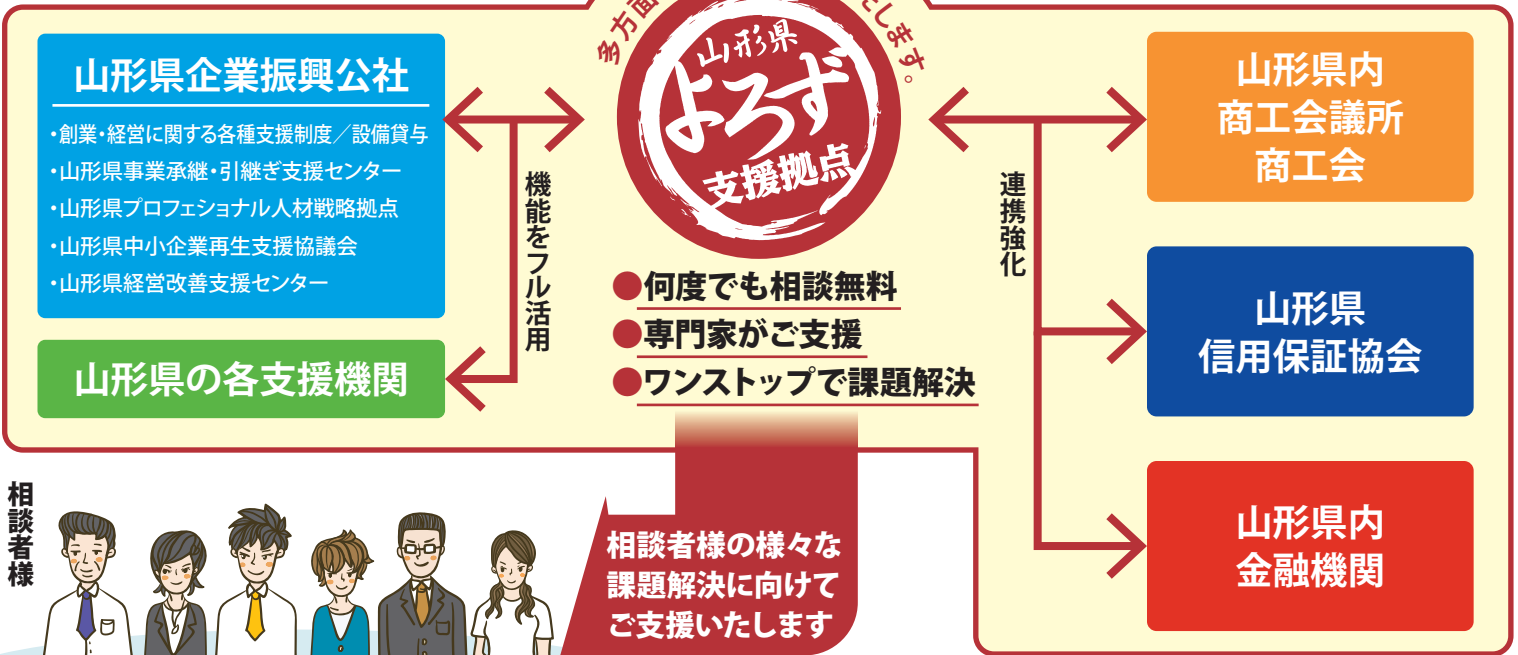 多方面
とします。
山形県
よろず
支援拠点
山形県企業振興公社
・創業・経営に関する各種支援制度／設備貸与
・山形県事業承継・引継ぎ支援センター
・山形県プロフェショナル人材戦略拠点
・山形県中小企業再生支援協議会
・山形県経営改善支援センター
山形県の各支援機関
機能をフル活用
●何度でも相談無料
●専門家がご支援
●ワンストップで課題解決
連携強化
山形県内
商工会議所
商工会
山形県
信用保証協会
山形県内
金融機関
相談者様
相談者様の様々な
課題解決に向けて
ご支援いたします